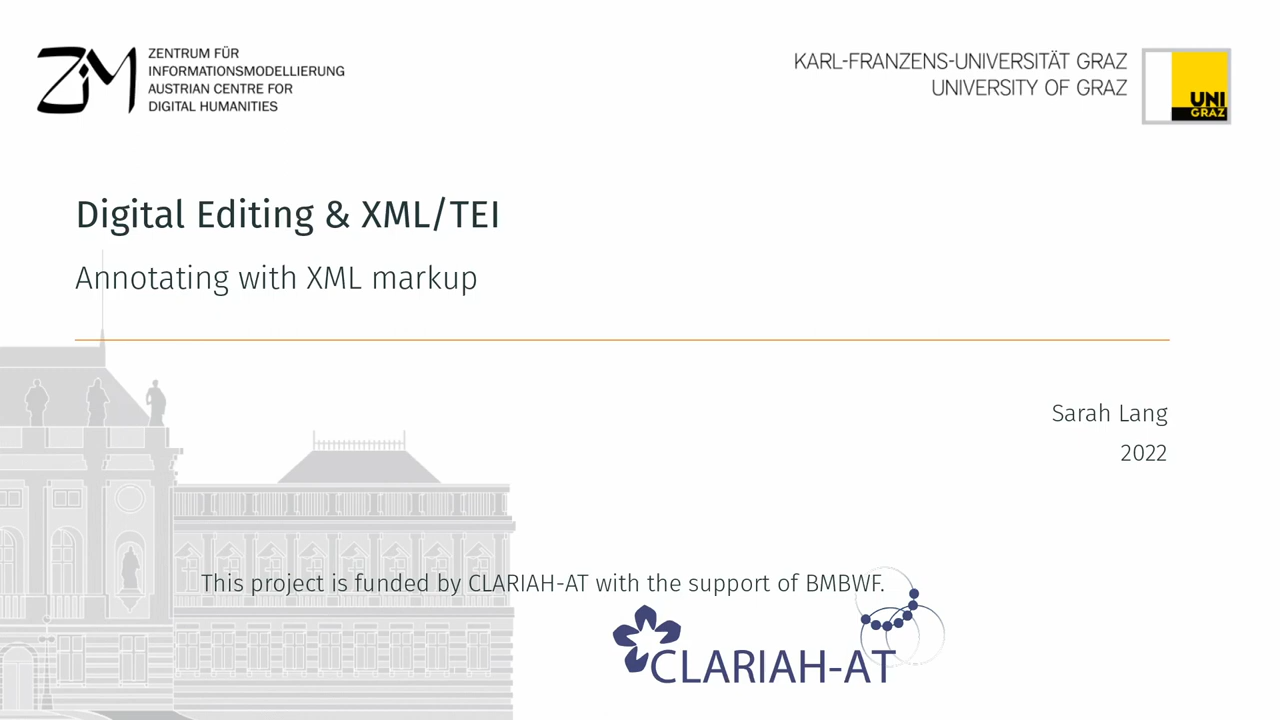 ZiM
ZENTRUM FÜR
INFORMATIONSMODELLIERUNG
AUSTRIAN CENTRE FOR
DIGITAL HUMANITIES
KARL-FRANZENS-UNIVERSITÄT GRAZ
UNIVERSITY OF GRAZ
UNI
GRAZ
Digital Editing & XML/TEI
Annotating with XML markup
Sarah Lang
2022
This project is funded by CLARIAH-AT with the support of BMBWF.
CLARIAH-AT